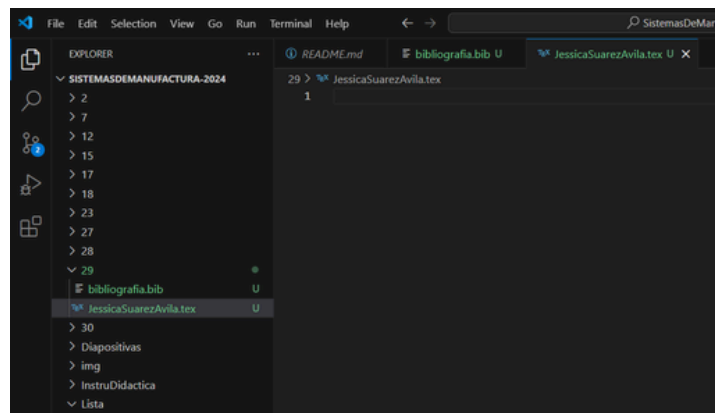 File Edit Selection View Go Run Terminal Help ← → SistemasDeMar
EXPLORER ...
README.md bibliografia.bib U JessicaSuarezAvila.tex U X
SISTEMASDEMANUFACTURA-2024
29 > JessicaSuarezAvila.tex
1
> 2
> 7
> 12
> 15
> 17
> 18
> 23
> 27
> 28
29
bibliografia.bib U
JessicaSuarezAvila.tex U
> 30
> Diapositivas
> img
> InstruDidactica
Lista
2